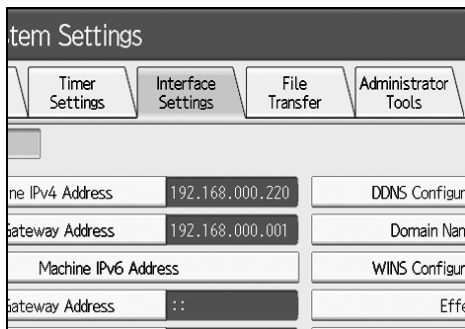 tem Settings
Timer Settings
Interface Settings
File Transfer
Administrator Tools
ne IPv4 Address 192.168.000.220 DDNS Configur
Gateway Address 192.168.000.001 Domain Nan
Machine IPv6 Address WINS Configur
Gateway Address :: Effe